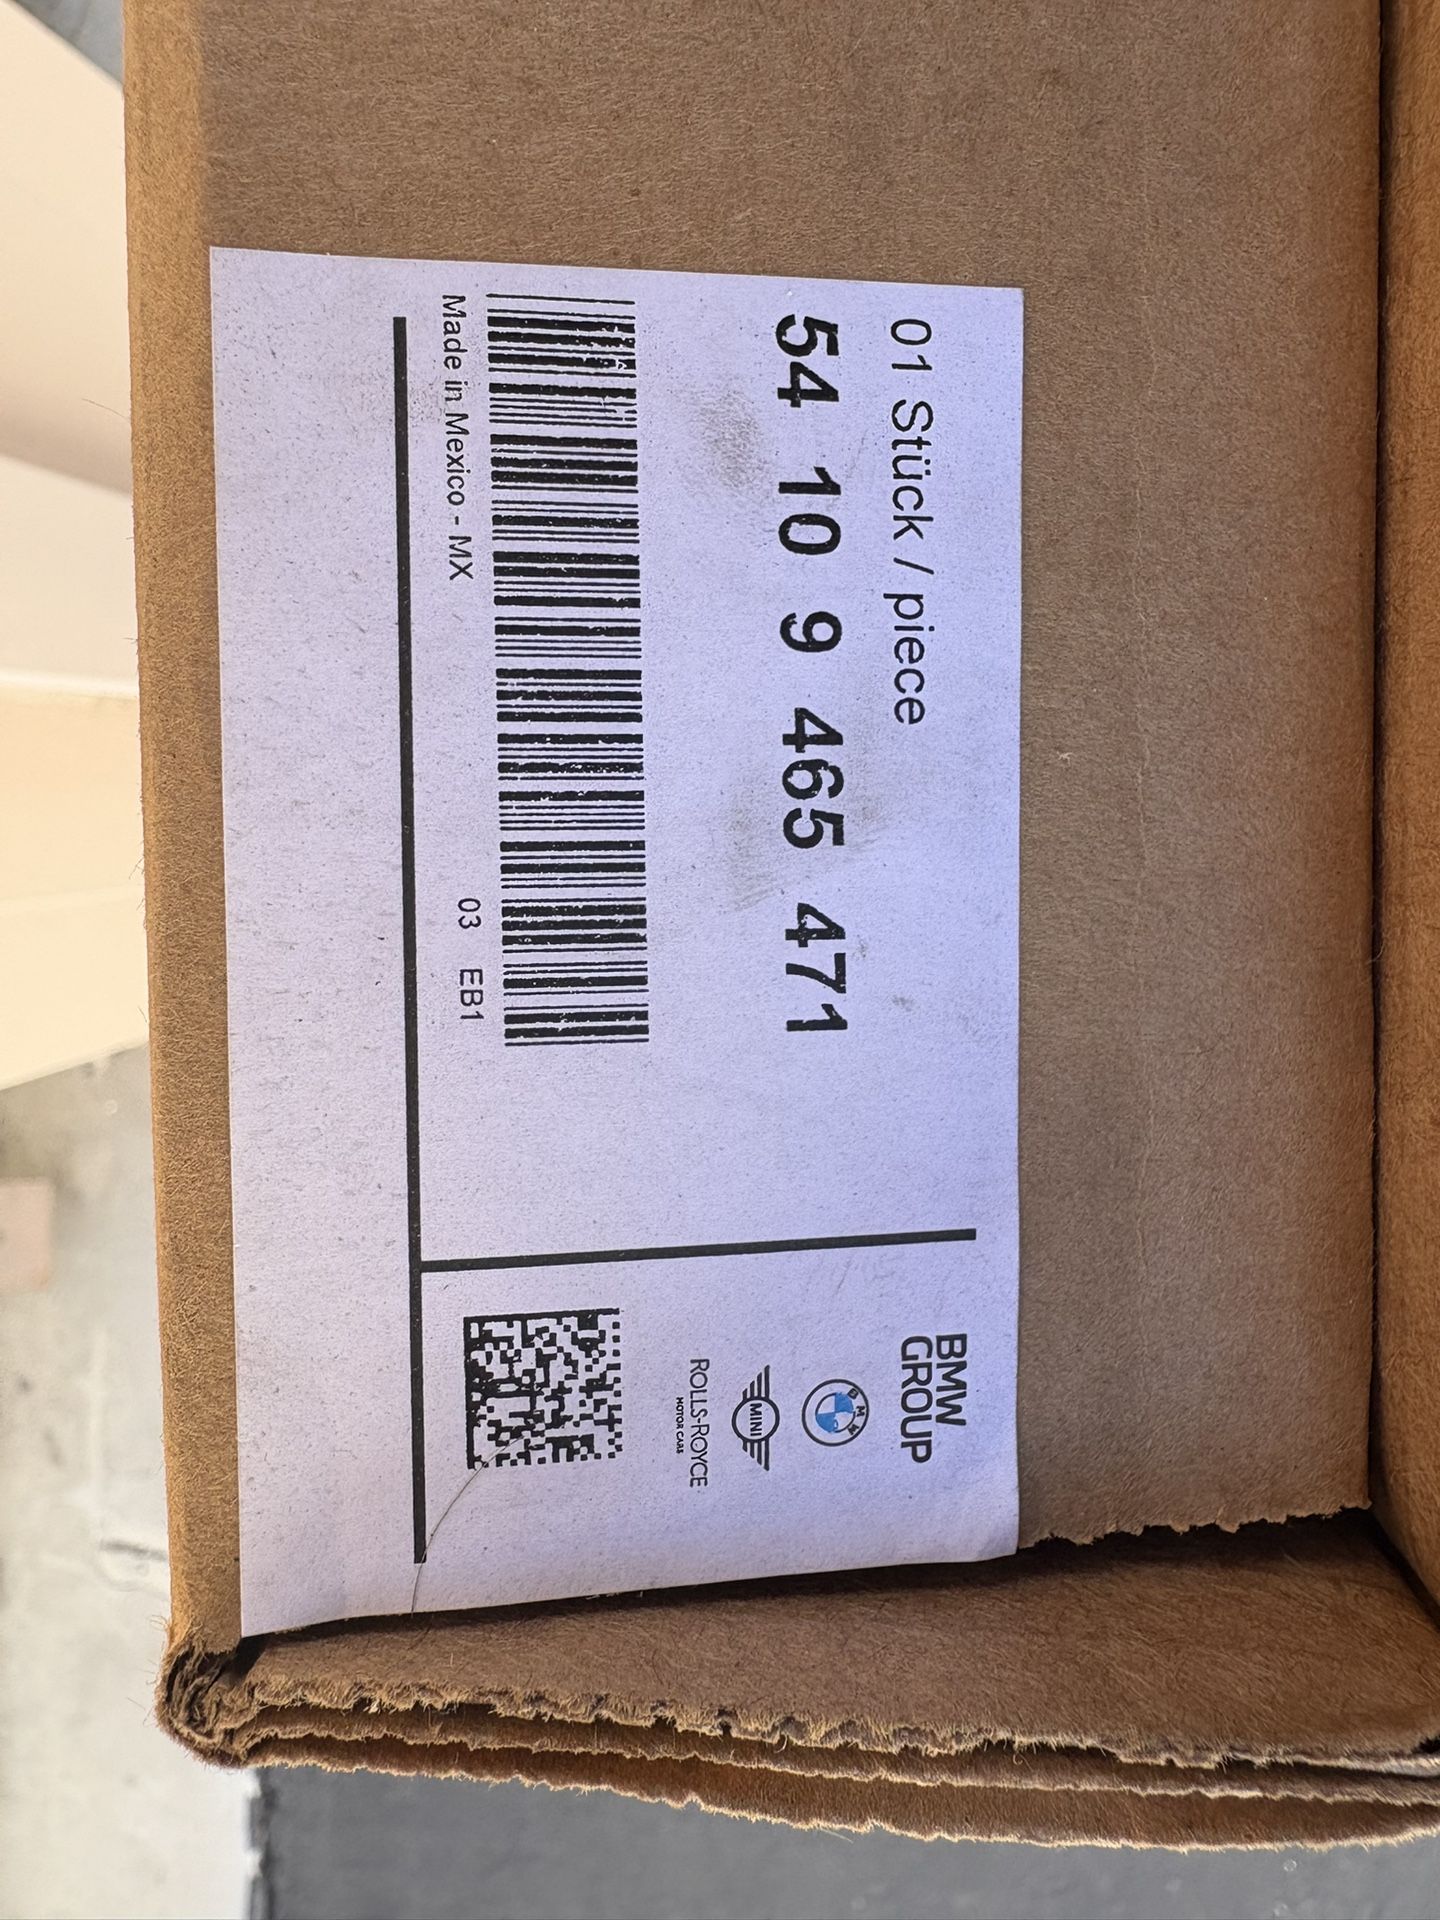 01 Stück / piece
54 10 9 465 471
Made in Mexico - MX
03 EB1
BMW
GROUP
BMW
MINI
ROLLS-ROYCE
MOTOR CARS